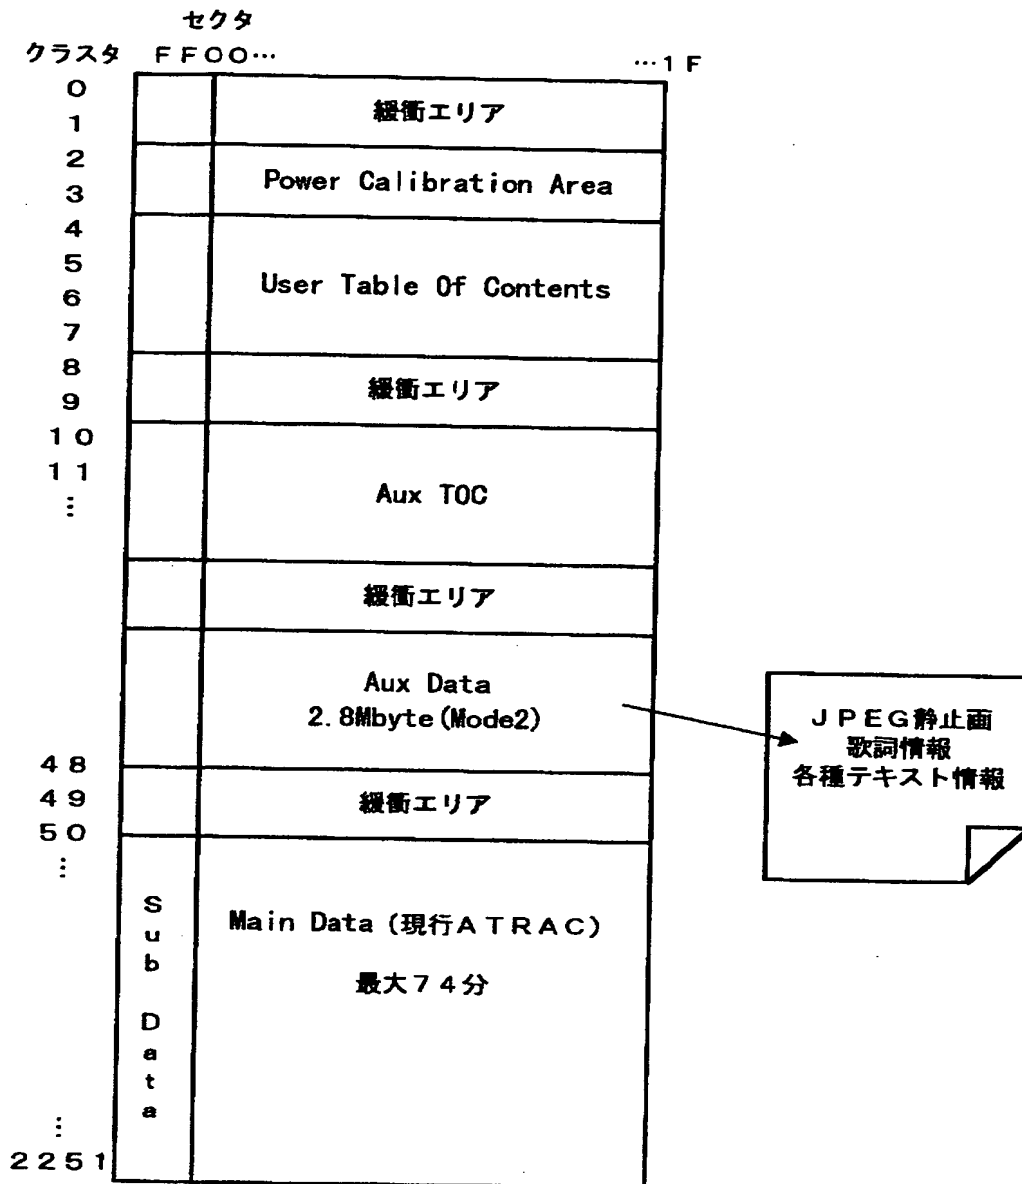 セクタ
クラスタ FF00… …1F
0
1
緩衝エリア
2
3
Power Calibration Area
4
5
6
7
User Table Of Contents
8
9
緩衝エリア
10
11
…
Aux TOC
緩衝エリア
Aux Data
2.8Mbyte(Mode2)
JPEG静止画
歌詞情報
各種テキスト情報
48
49
緩衝エリア
50
…
Sub Data
Main Data (現行ATRAC)
最大74分
…
2251